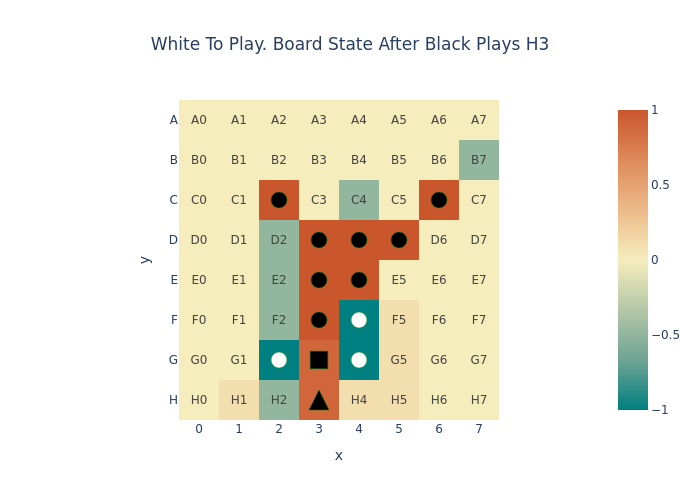 White To Play. Board State After Black Plays H3
A A0 A1 A2 A3 A4 A5 A6 A7
B B0 B1 B2 B3 B4 B5 B6 B7
C C0 C1 C3 C4 C5 C7
D D0 D1 D2 D6 D7
E E0 E1 E2 E5 E6 E7
F F0 F1 F2 F5 F6 F7
G G0 G1 G5 G6 G7
H H0 H1 H2 H4 H5 H6 H7
0 1 2 3 4 5 6 7
x
y
1
0.5
0
−0.5
−1